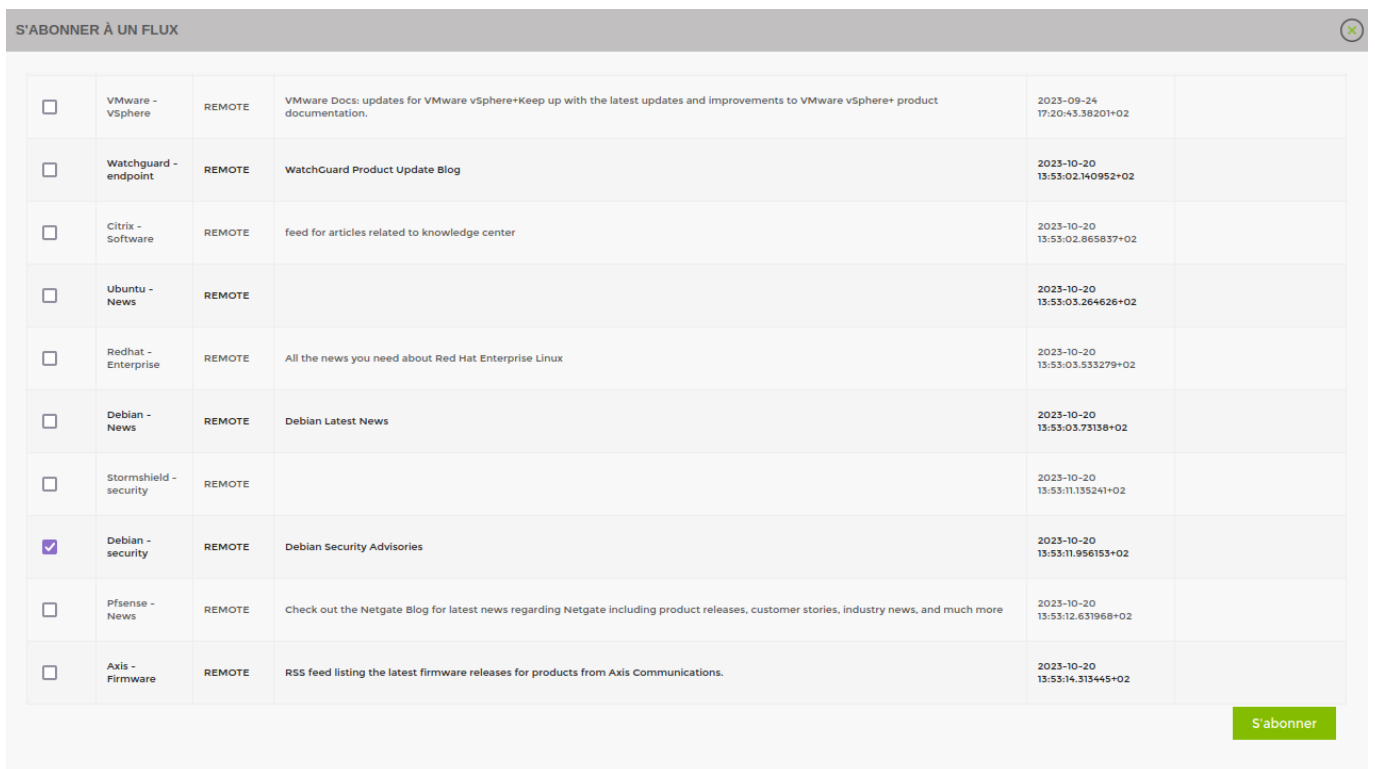 S'ABONNER À UN FLUX
VMware -
VSphere
REMOTE
VMware Docs: updates for VMware vSphere+Keep up with the latest updates and improvements to VMware vSphere+ product
documentation.
2023-09-24
17:20:43.38201+02
Watchguard -
endpoint
REMOTE
WatchGuard Product Update Blog
2023-10-20
13:53:02.140952+02
Citrix -
Software
REMOTE
feed for articles related to knowledge center
2023-10-20
13:53:02.865837+02
Ubuntu -
News
REMOTE
2023-10-20
13:53:03.264626+02
Redhat -
Enterprise
REMOTE
All the news you need about Red Hat Enterprise Linux
2023-10-20
13:53:03.533279+02
Debian -
News
REMOTE
Debian Latest News
2023-10-20
13:53:03.73138+02
Stormshield -
security
REMOTE
2023-10-20
13:53:11.135241+02
Debian -
security
REMOTE
Debian Security Advisories
2023-10-20
13:53:11.956153+02
Pfsense -
News
REMOTE
Check out the Netgate Blog for latest news regarding Netgate including product releases, customer stories, industry news, and much more
2023-10-20
13:53:12.631968+02
Axis -
Firmware
REMOTE
RSS feed listing the latest firmware releases for products from Axis Communications.
2023-10-20
13:53:14.313445+02
S'abonner